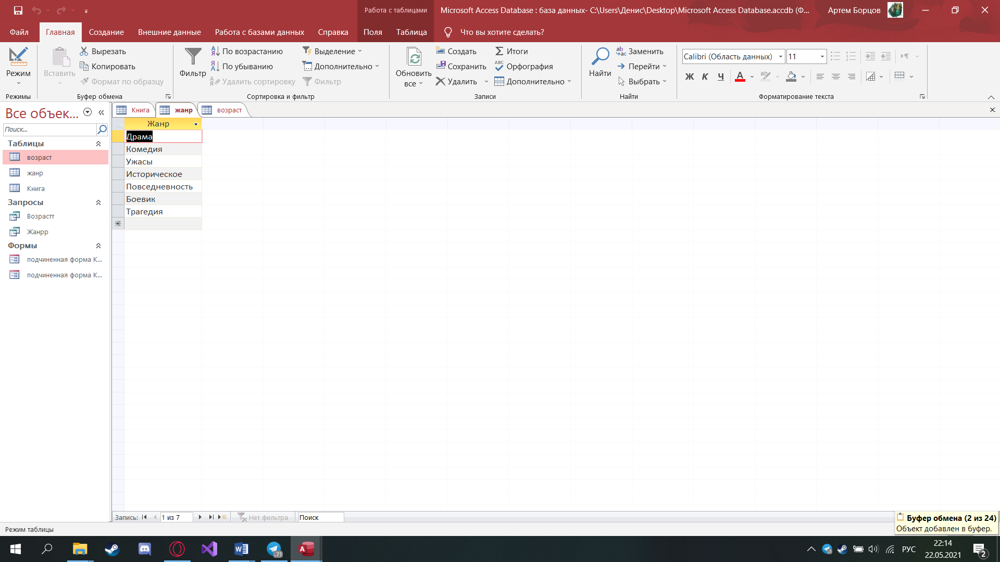 Работа с таблицами
Microsoft Access Database : база данных- C:\Users\Денис\Desktop\Microsoft Access Database.accdb (Ф...
Артем Борцов
Файл
Главная
Создание
Внешние данные
Работа с базами данных
Справка
Поля
Таблица
Что вы хотите сделать?
Режим
Режимы
Вставить
Вырезать
Копировать
Формат по образцу
Буфер обмена
Фильтр
По возрастанию
По убыванию
Удалить сортировку
Выделение
Дополнительно
Фильтр
Сортировка и фильтр
Обновить
все
Создать
Сохранить
Удалить
Итоги
Орфография
Дополнительно
Записи
Найти
Заменить
Перейти
Выбрать
Найти
Calibri (Область данных)
11
Ж К Ч А
Форматирование текста
Все объек...
Поиск...
Таблицы
возраст
жанр
Книга
Запросы
Возрастт
Жанрр
Формы
подчиненная форма К...
подчиненная форма К...
Книга
жанр
возраст
Жанр
Драма
Комедия
Ужасы
Историческое
Повседневность
Боевик
Трагедия
Запись:
1 из 7
Нет фильтра
Поиск
Режим таблицы
Буфер обмена (2 из 24)
Объект добавлен в буфер.
71
РУС
22:14
22.05.2021
2